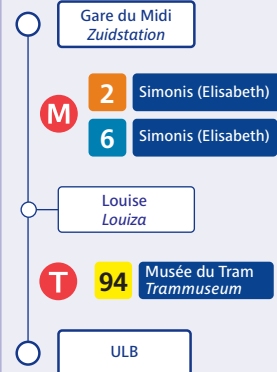 Gare du Midi
Zuidstation
M
2 Simonis (Elisabeth)
6 Simonis (Elisabeth)
Louise
Louiza
T
94 Musée du Tram
Trammuseum
ULB